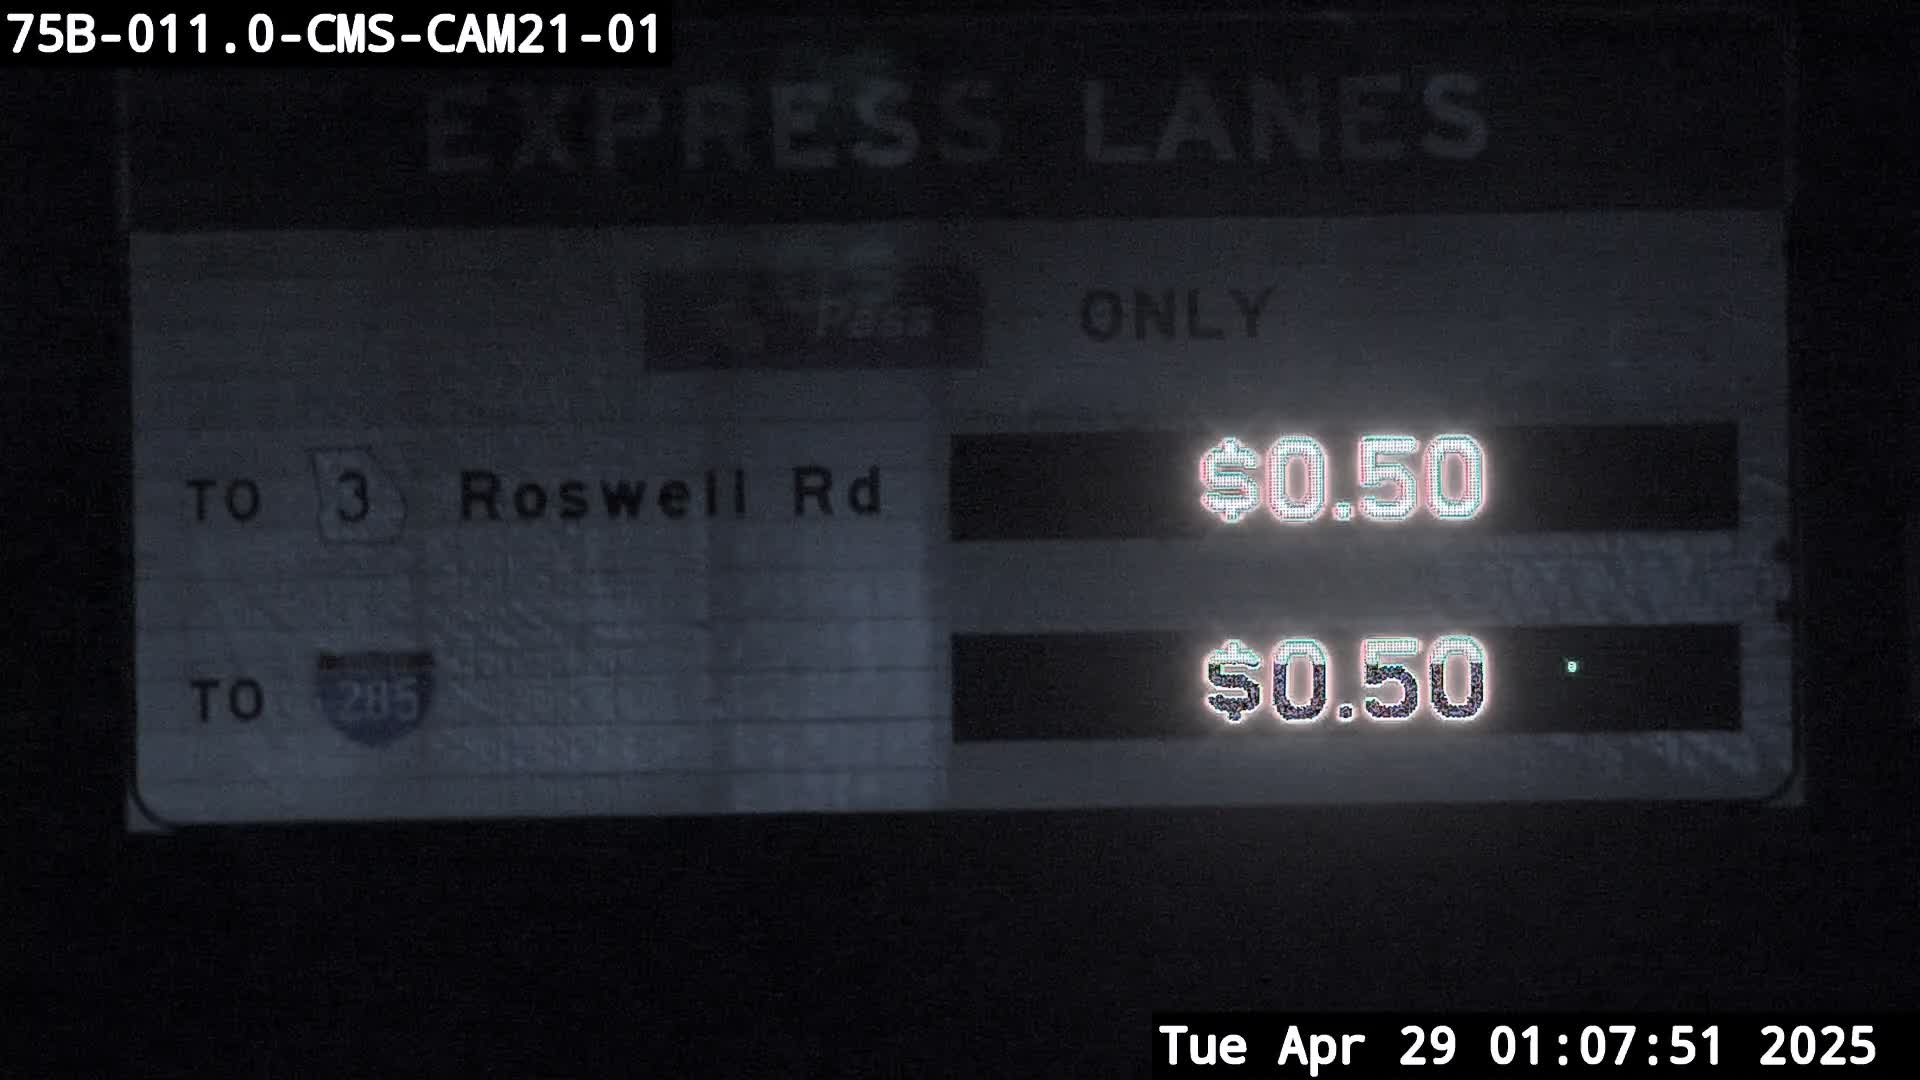 75B-011.0-CMS-CAM21-01
EXPRESS LANES
Pass ONLY
TO 3 Roswell Rd $0.50
TO 285 $0.50
Tue Apr 29 01:07:51 2025